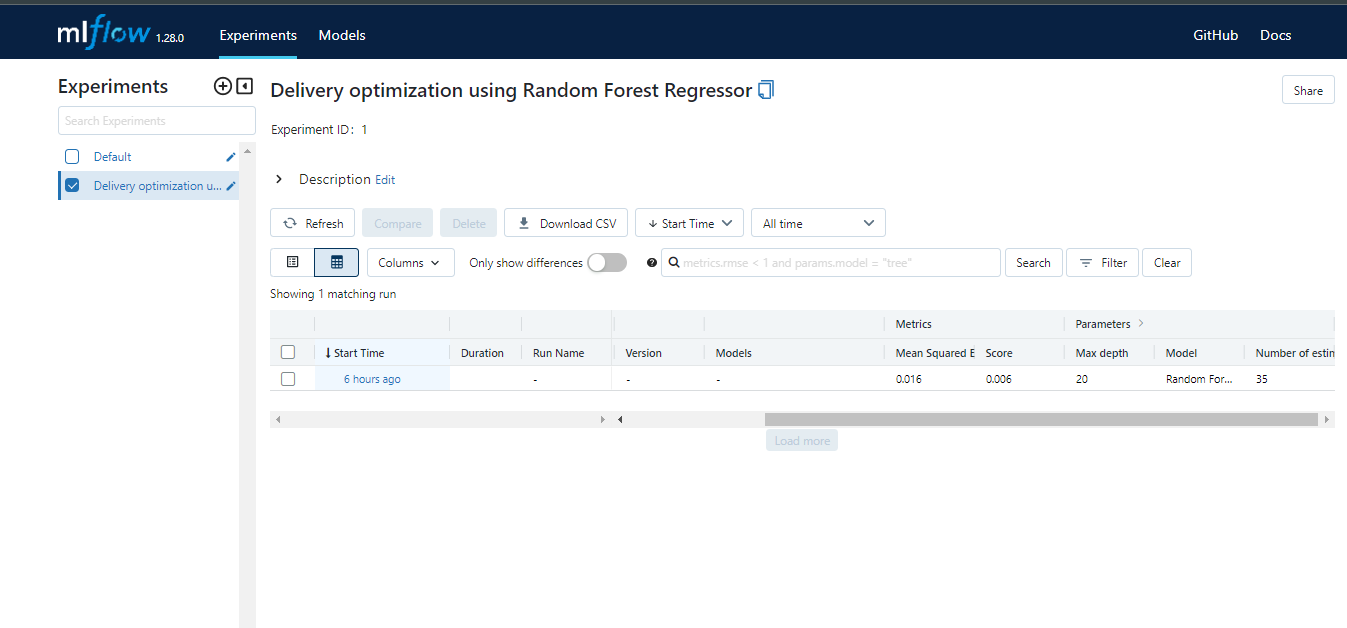 mlflow 1.28.0 Experiments Models GitHub Docs
Experiments
Search Experiments
Default
Delivery optimization u...
Delivery optimization using Random Forest Regressor
Share
Experiment ID: 1
Description Edit
Refresh Compare Delete Download CSV ↓ Start Time All time
Columns Only show differences ? metrics.rmse < 1 and params.model = "tree" Search Filter Clear
Showing 1 matching run
Metrics Parameters
↓ Start Time Duration Run Name Version Models Mean Squared E Score Max depth Model Number of estin
6 hours ago - - - 0.016 0.006 20 Random For... 35
Load more